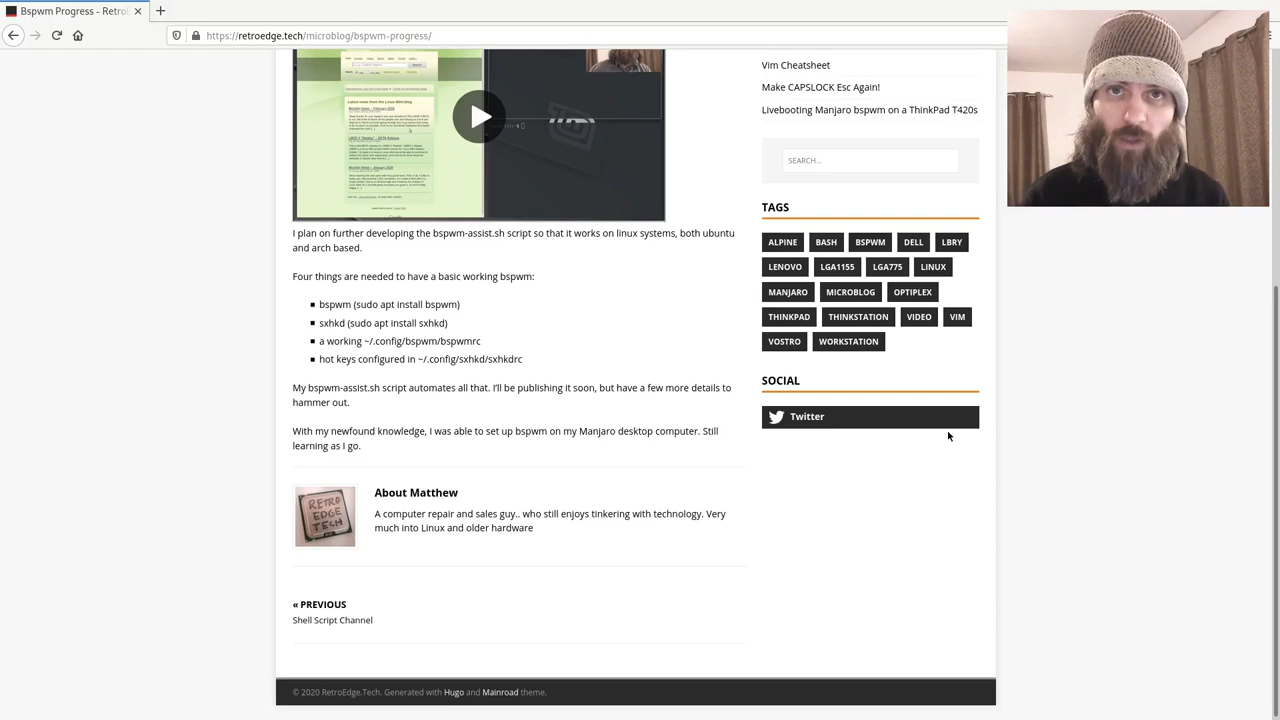 Bspwm Progress - Retro
https://retroedge.tech/microblog/bspwm-progress/
I plan on further developing the bspwm-assist.sh script so that it works on linux systems, both ubuntu
and arch based.
Four things are needed to have a basic working bspwm:
bspwm (sudo apt install bspwm)
sxhkd (sudo apt install sxhkd)
a working ~/.config/bspwm/bspwmrc
hot keys configured in ~/.config/sxhkd/sxhkdrc
My bspwm-assist.sh script automates all that. I'll be publishing it soon, but have a few more details to
hammer out.
With my newfound knowledge, I was able to set up bspwm on my Manjaro desktop computer. Still
learning as I go.
RETRO
EDGE
TECH
About Matthew
A computer repair and sales guy.. who still enjoys tinkering with technology. Very
much into Linux and older hardware
« PREVIOUS
Shell Script Channel
Vim Cheatsheet
Make CAPSLOCK Esc Again!
bspwm on a ThinkPad T420s
SEARCH...
TAGS
ALPINE BASH BSPWM DELL LBRY
LENOVO LGA1155 LGA775 LINUX
MANJARO MICROBLOG OPTIPLEX
THINKPAD THINKSTATION VIDEO VIM
VOSTRO WORKSTATION
SOCIAL
Twitter
© 2020 RetroEdge.Tech. Generated with Hugo and Mainroad theme.